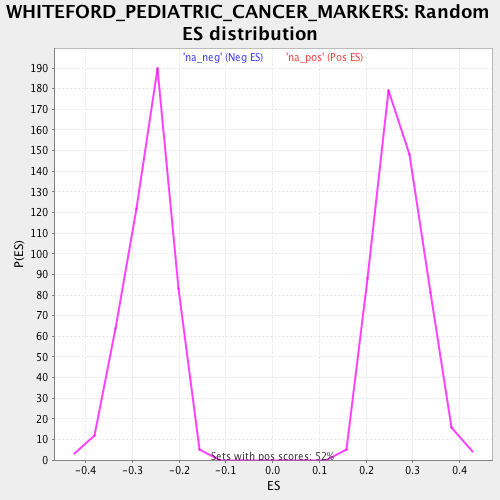 WHITEFORD_PEDIATRIC_CANCER_MARKERS: Random
ES distribution
'na_neg' (Neg ES) 'na_pos' (Pos ES)
190
180
170
160
150
140
130
120
110
100
90
80
70
60
50
40
30
20
10
0
P(ES)
Sets with pos scores: 52%
-0.4 -0.3 -0.2 -0.1 0.0 0.1 0.2 0.3 0.4
ES